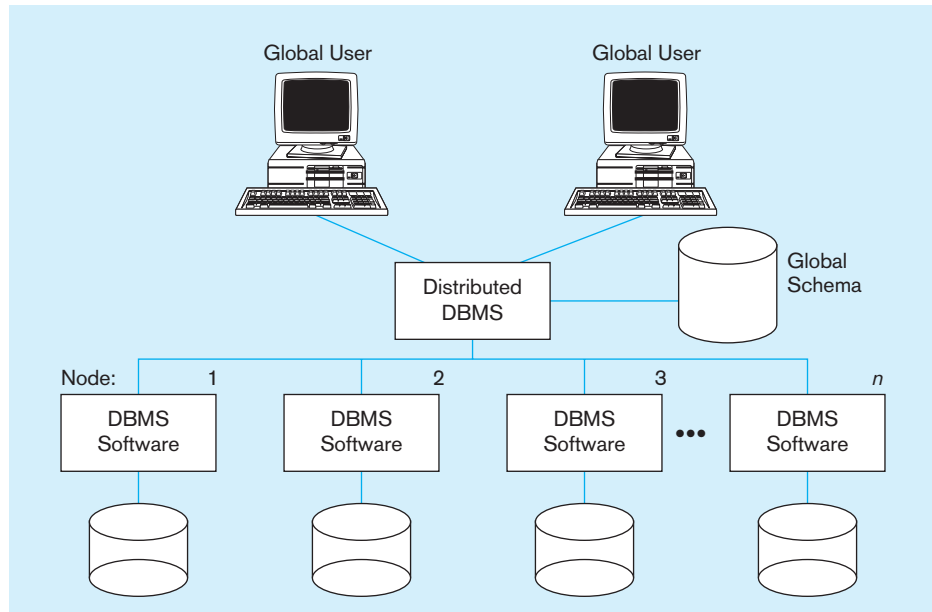 Global User
Global User
Distributed
DBMS
Global
Schema
Node:
1
2
3
n
DBMS
Software
DBMS
Software
DBMS
Software
•••
DBMS
Software